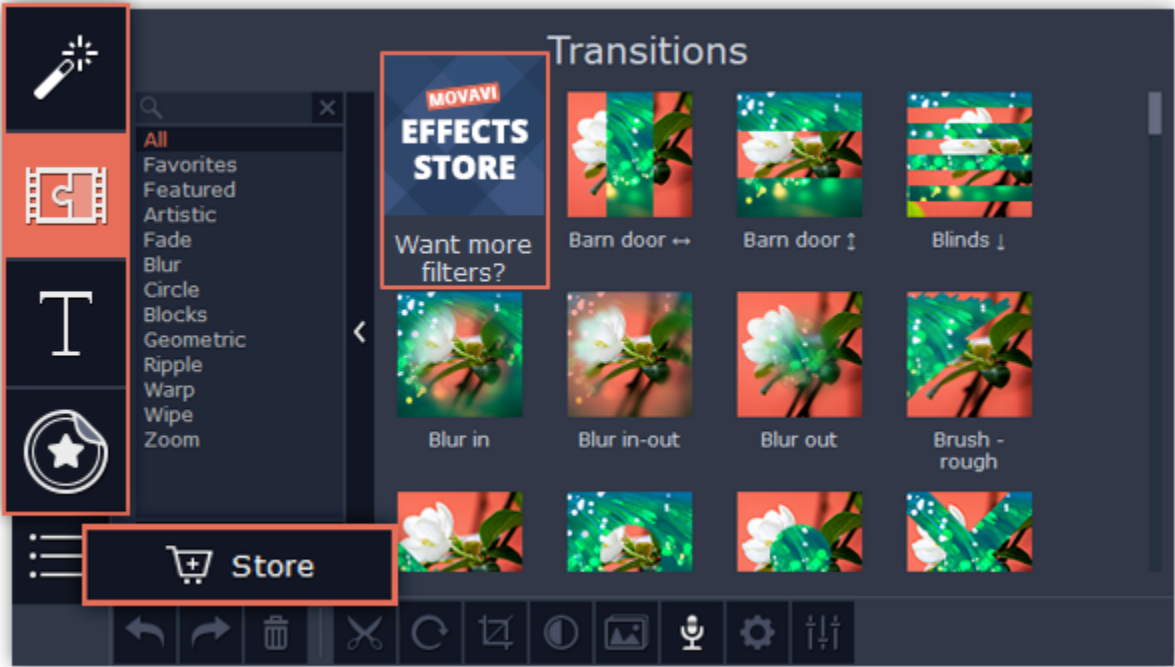 Transitions
All
Favorites
Featured
Artistic
Fade
Blur
Circle
Blocks
Geometric
Ripple
Warp
Wipe
Zoom
MOVAVI
EFFECTS
STORE
Want more
filters?
Barn door ↔
Barn door ↕
Blinds ↓
Blur in
Blur in-out
Blur out
Brush -
rough
Store